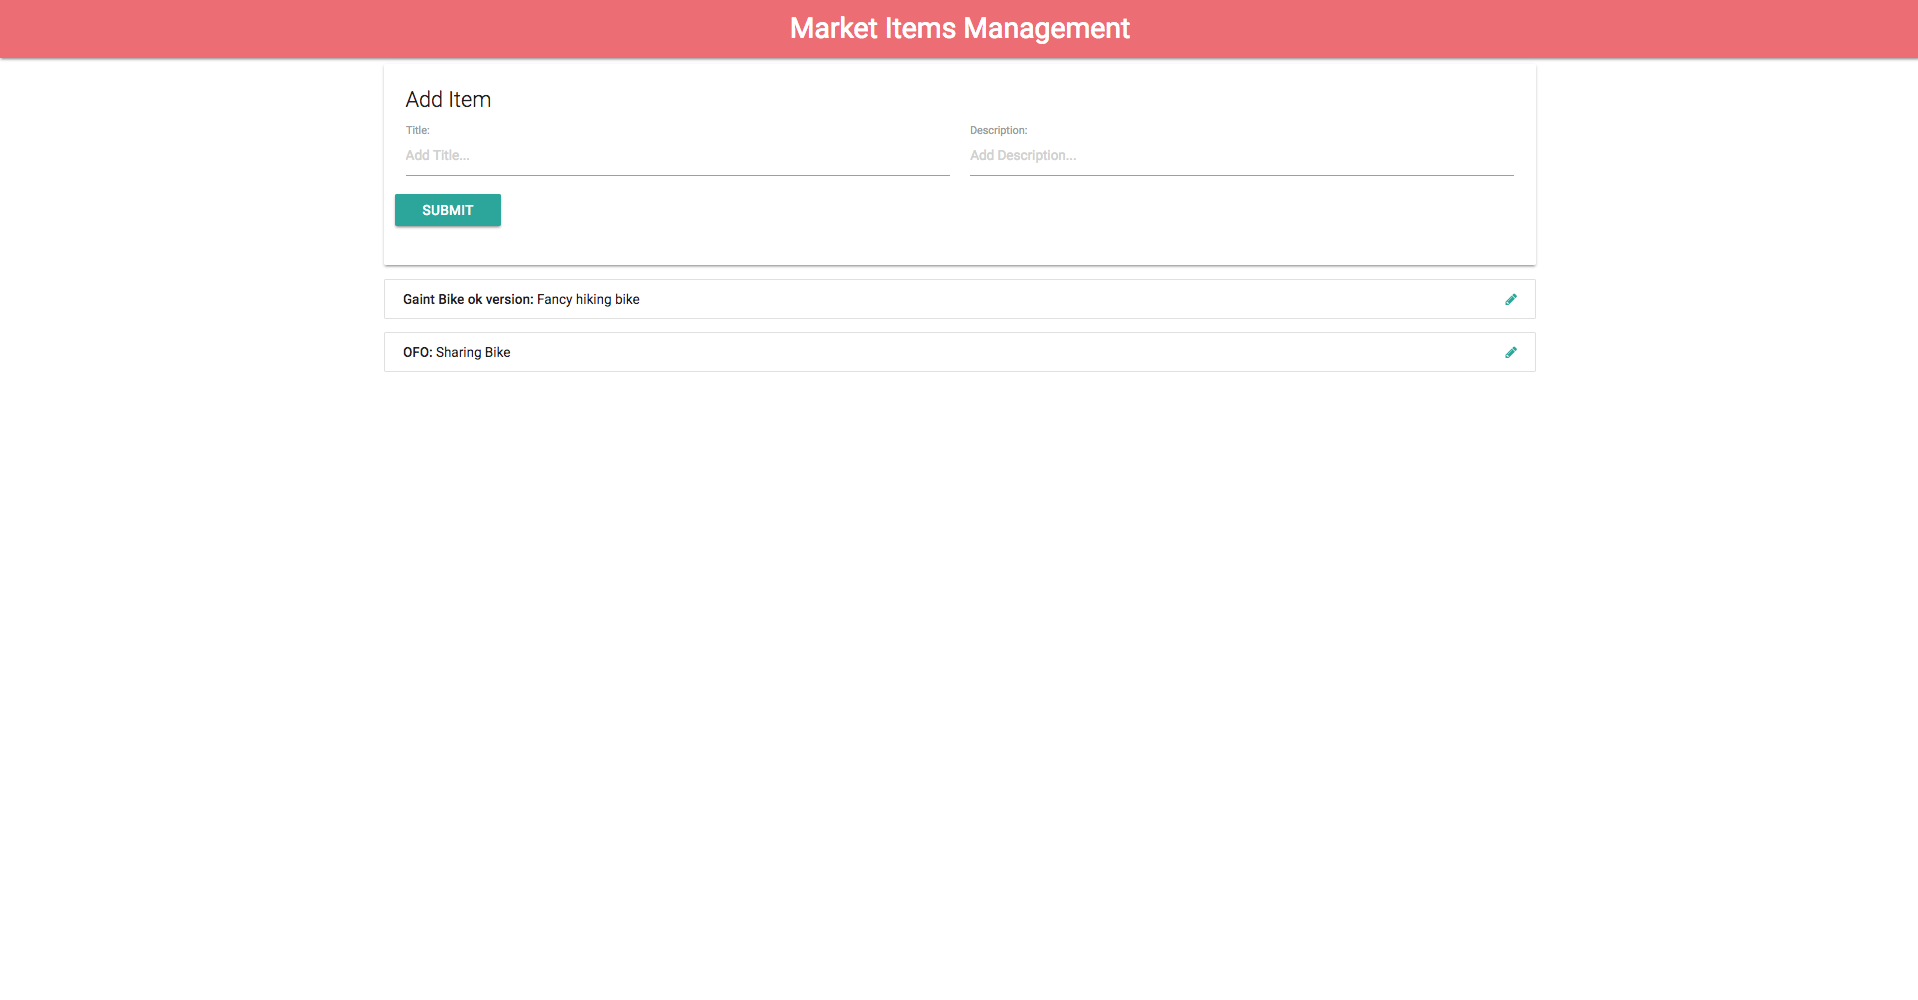 Market Items Management
Add Item
Title:
Description:
Add Title...
Add Description...
SUBMIT
Gaint Bike ok version: Fancy hiking bike
OFO: Sharing Bike